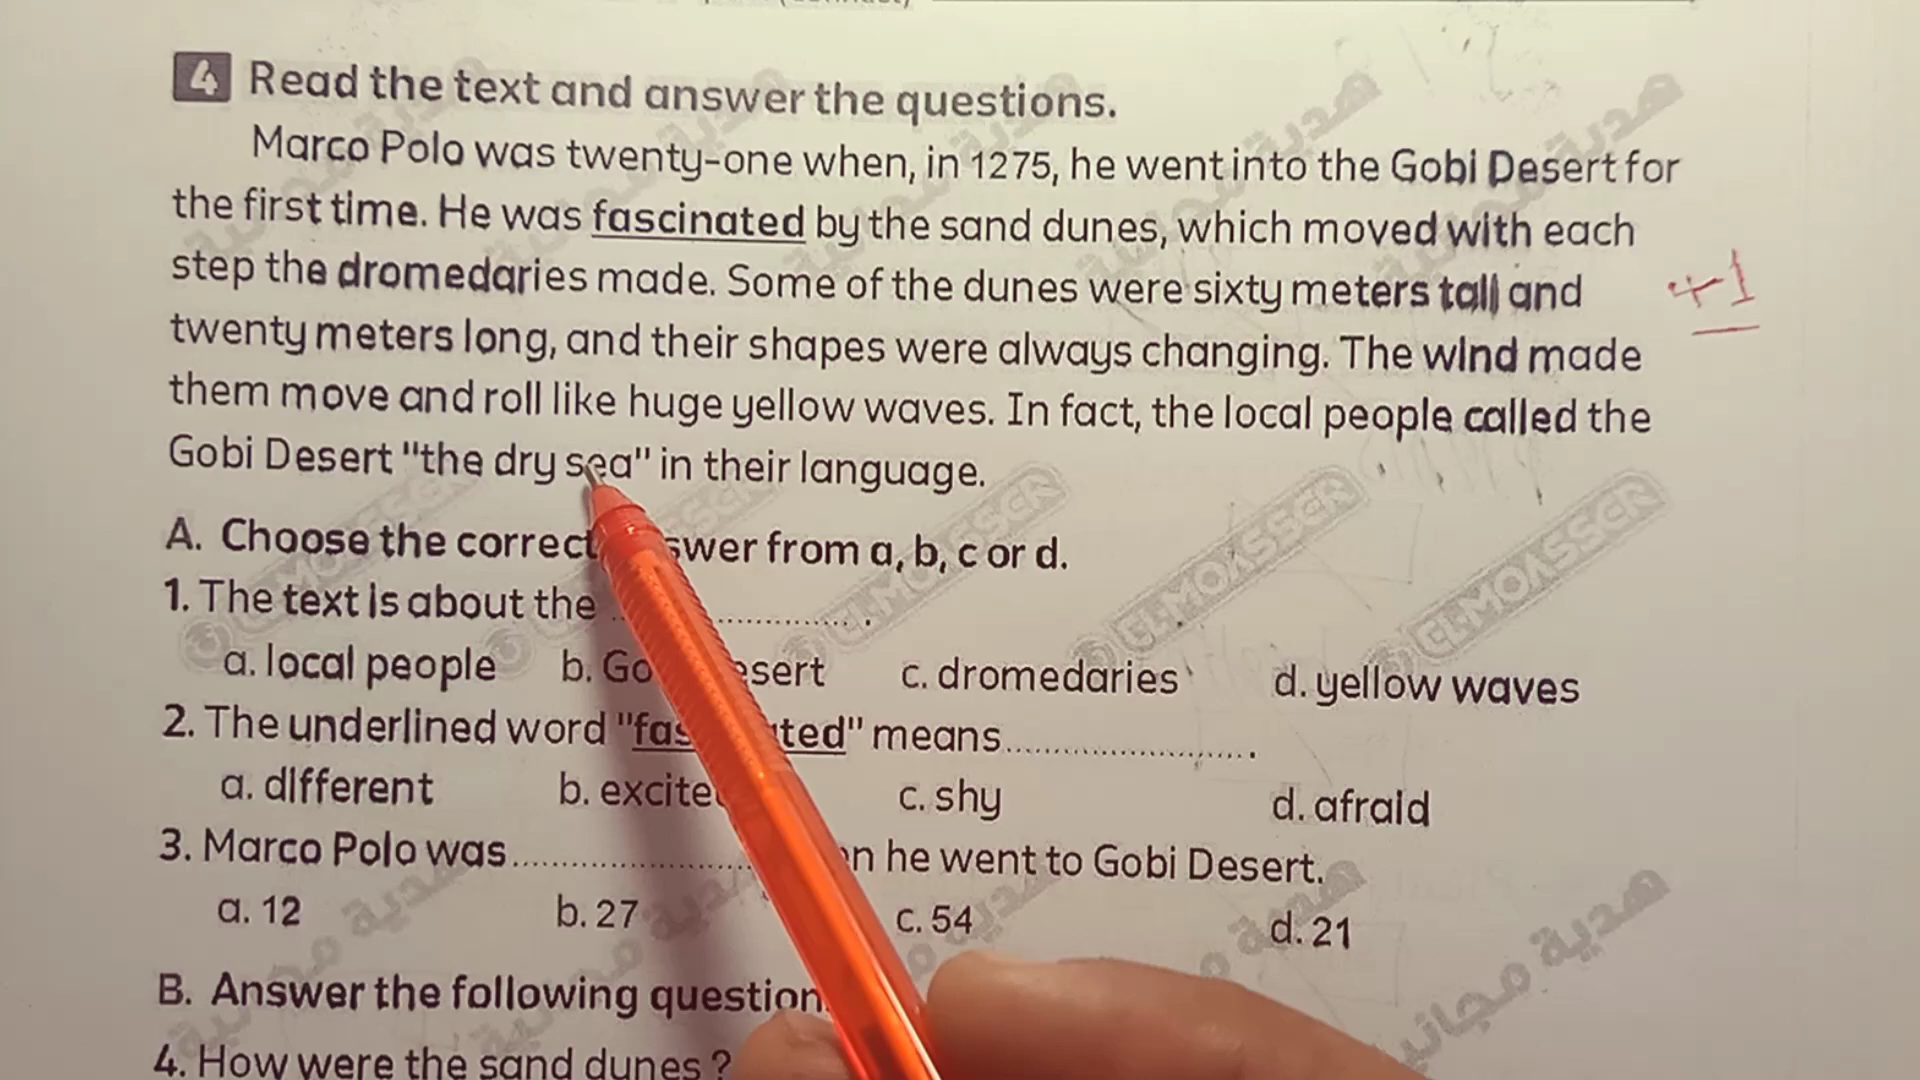 4 Read the text and answer the questions.
Marco Polo was twenty-one when, in 1275, he went into the Gobi Desert for
the first time. He was fascinated by the sand dunes, which moved with each
step the dromedaries made. Some of the dunes were sixty meters tall and
+1
twenty meters long, and their shapes were always changing. The wind made
them move and roll like huge yellow waves. In fact, the local people called the
Gobi Desert "the dry sea" in their language.
A. Choose the correct swer from a, b, c or d.
1. The text is about the .............. .
a. local people b. Go esert c. dromedaries d. yellow waves
2. The underlined word "fas ted" means .......................... .
a. different b. excite c. shy d. afraid
3. Marco Polo was ........................ n he went to Gobi Desert.
a. 12 b. 27 c. 54 d. 21
B. Answer the following question
4. How were the sand dunes ?